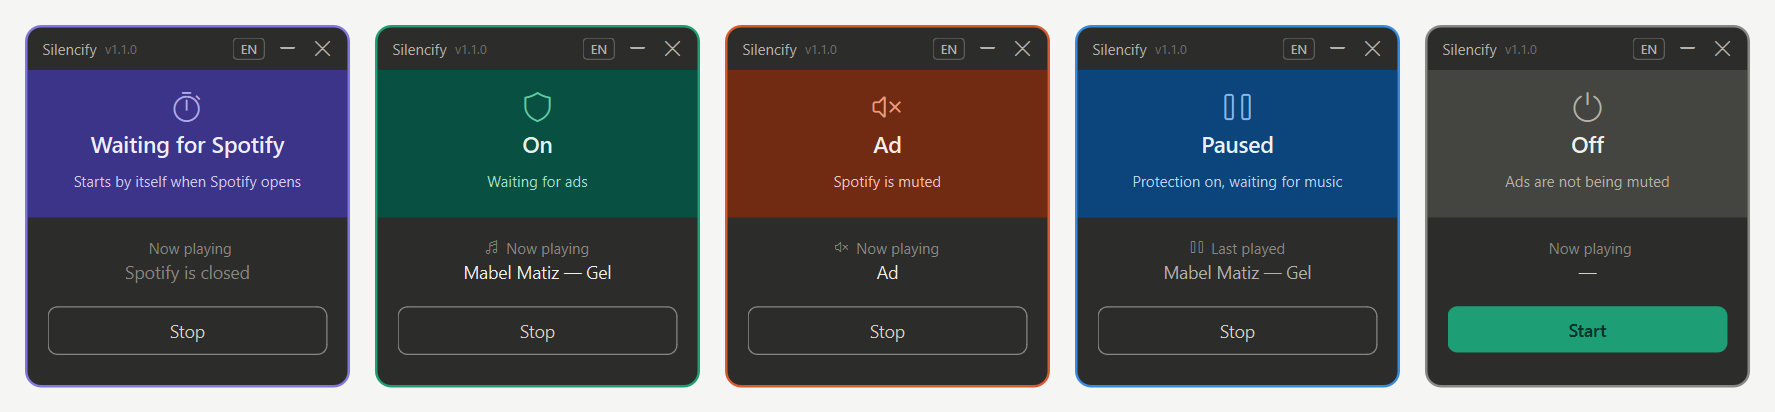 Silencify v1.1.0 EN
Waiting for Spotify
Starts by itself when Spotify opens
Now playing
Spotify is closed
Stop
Silencify v1.1.0 EN
On
Waiting for ads
Now playing
Mabel Matiz — Gel
Stop
Silencify v1.1.0 EN
Ad
Spotify is muted
Now playing
Ad
Stop
Silencify v1.1.0 EN
Paused
Protection on, waiting for music
Last played
Mabel Matiz — Gel
Stop
Silencify v1.1.0 EN
Off
Ads are not being muted
Now playing
—
Start